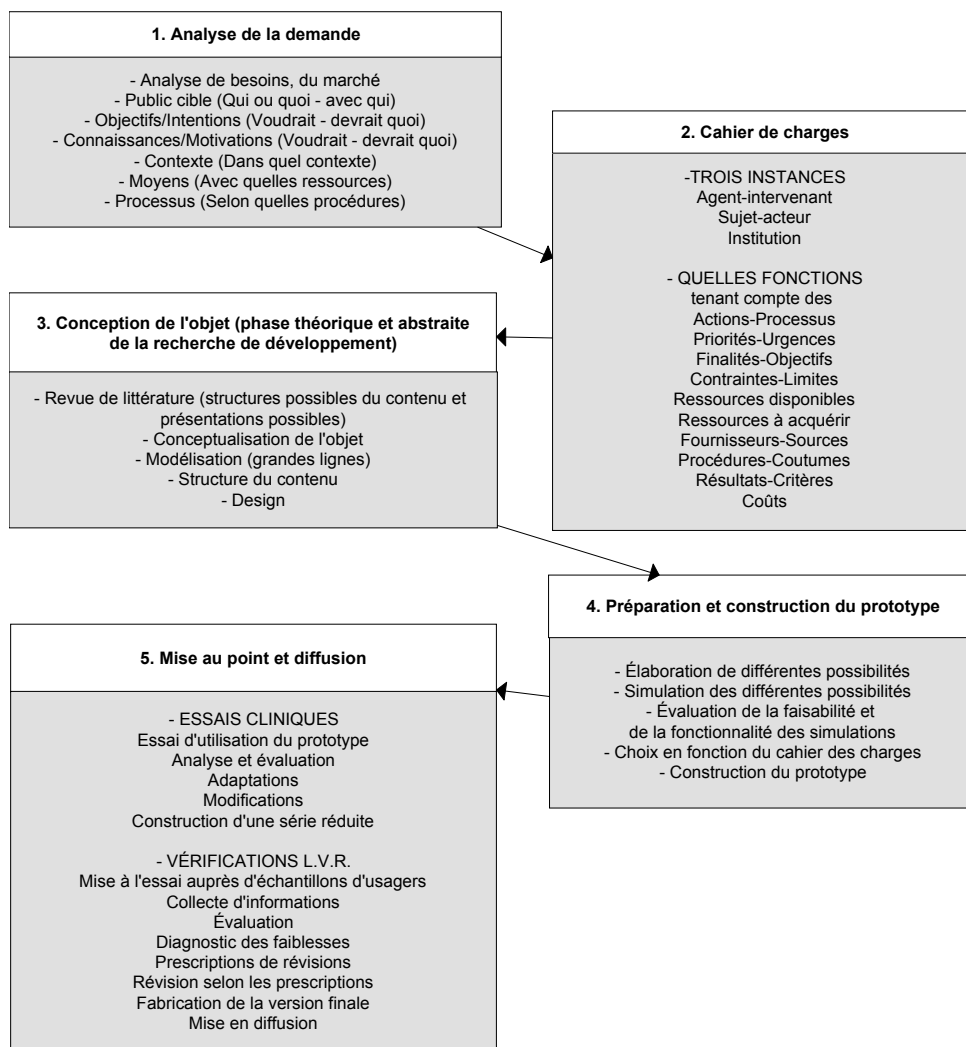 1. Analyse de la demande
- Analyse de besoins, du marché
- Public cible (Qui ou quoi - avec qui)
- Objectifs/Intentions (Voudrait - devrait quoi)
- Connaissances/Motivations (Voudrait - devrait quoi)
- Contexte (Dans quel contexte)
- Moyens (Avec quelles ressources)
- Processus (Selon quelles procédures)
2. Cahier de charges
-TROIS INSTANCES
Agent-intervenant
Sujet-acteur
Institution
- QUELLES FONCTIONS
tenant compte des
Actions-Processus
Priorités-Urgences
Finalités-Objectifs
Contraintes-Limites
Ressources disponibles
Ressources à acquérir
Fournisseurs-Sources
Procédures-Coutumes
Résultats-Critères
Coûts
3. Conception de l'objet (phase théorique et abstraite
de la recherche de développement)
- Revue de littérature (structures possibles du contenu et
présentations possibles)
- Conceptualisation de l'objet
- Modélisation (grandes lignes)
- Structure du contenu
- Design
4. Préparation et construction du prototype
- Élaboration de différentes possibilités
- Simulation des différentes possibilités
- Évaluation de la faisabilité et
de la fonctionnalité des simulations
- Choix en fonction du cahier des charges
- Construction du prototype
5. Mise au point et diffusion
- ESSAIS CLINIQUES
Essai d'utilisation du prototype
Analyse et évaluation
Adaptations
Modifications
Construction d'une série réduite
- VÉRIFICATIONS L.V.R.
Mise à l'essai auprès d'échantillons d'usagers
Collecte d'informations
Évaluation
Diagnostic des faiblesses
Prescriptions de révisions
Révision selon les prescriptions
Fabrication de la version finale
Mise en diffusion